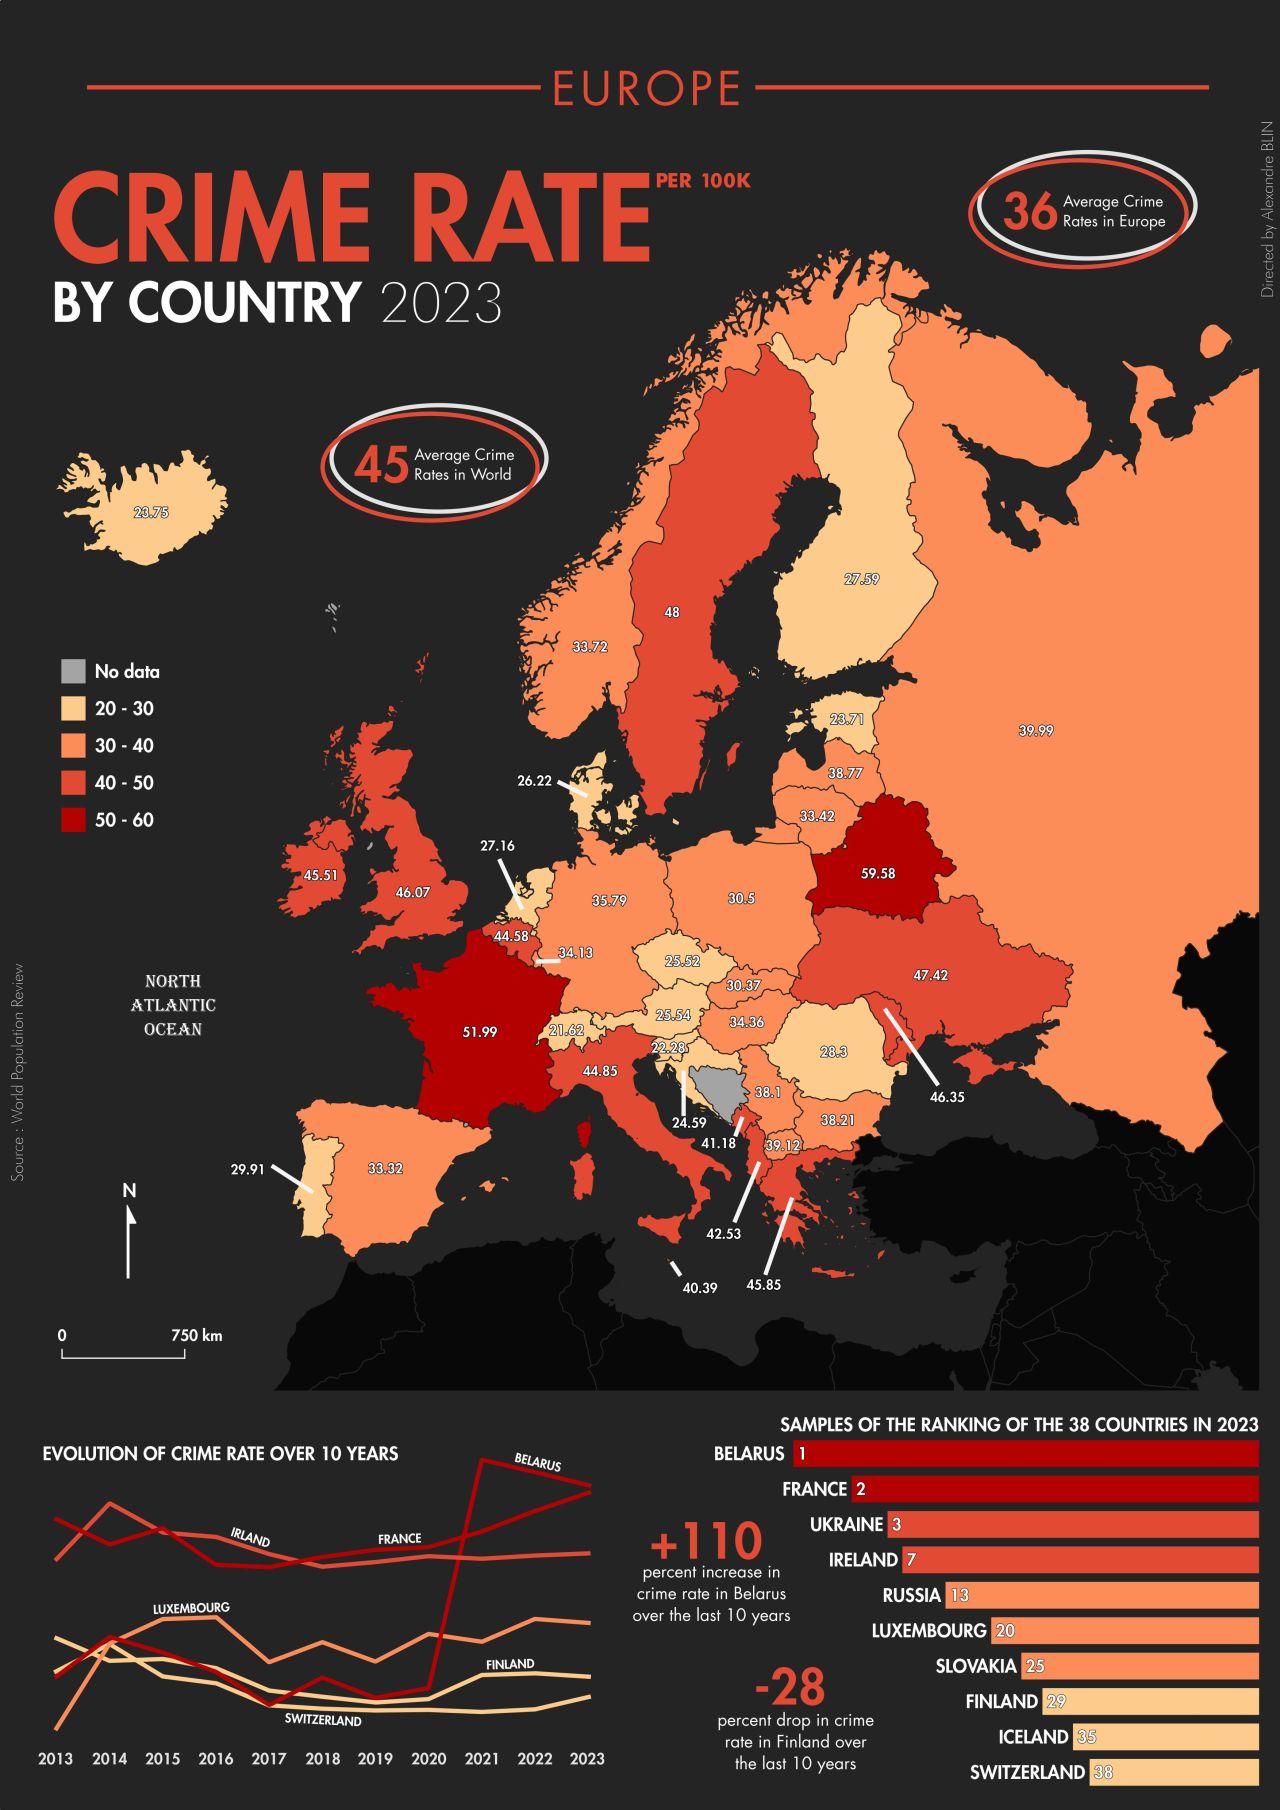 EUROPE
CRIME RATE PER 100K
BY COUNTRY 2023
36 Average Crime
Rates in Europe
Directed by Alexandre BLIN
45 Average Crime
Rates in World
23.75
27.59
48
33.72
No data
20 - 30
30 - 40
40 - 50
50 - 60
23.71
39.99
38.77
26.22
33.42
27.16
45.51
46.07
59.58
35.79
30.5
44.58
34.13
25.52
47.42
30.37
NORTH
ATLANTIC
OCEAN
51.99
21.62
25.54
34.36
22.28
28.3
44.85
38.1
46.35
24.59
38.21
41.18
39.12
29.91
33.32
42.53
45.85
40.39
N
0 750 km
Source : World Population Review
EVOLUTION OF CRIME RATE OVER 10 YEARS
BELARUS
IRLAND
FRANCE
LUXEMBOURG
FINLAND
SWITZERLAND
2013 2014 2015 2016 2017 2018 2019 2020 2021 2022 2023
+110
percent increase in
crime rate in Belarus
over the last 10 years
-28
percent drop in crime
rate in Finland over
the last 10 years
SAMPLES OF THE RANKING OF THE 38 COUNTRIES IN 2023
BELARUS 1
FRANCE 2
UKRAINE 3
IRELAND 7
RUSSIA 13
LUXEMBOURG 20
SLOVAKIA 25
FINLAND 29
ICELAND 35
SWITZERLAND 38